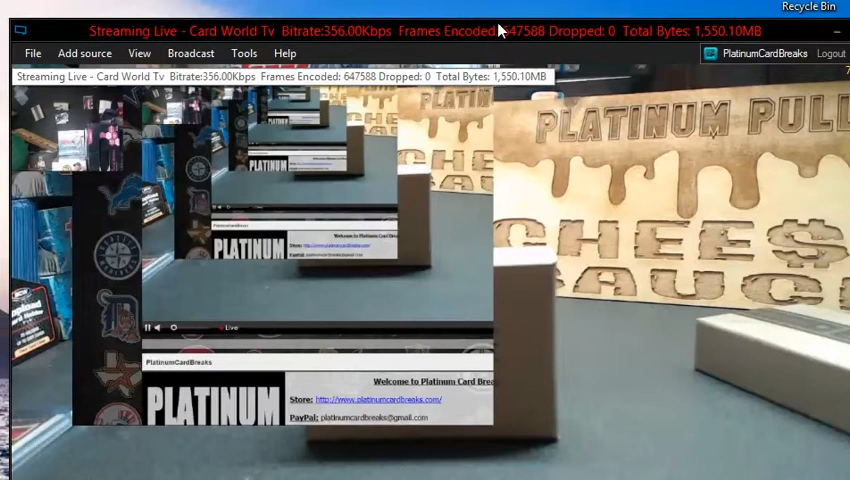 Recycle Bin
Streaming Live - Card World Tv Bitrate:356.00Kbps Frames Encoded: 647588 Dropped: 0 Total Bytes: 1,550.10MB
File Add source View Broadcast Tools Help
PlatinumCardBreaks Logout
Streaming Live - Card World Tv Bitrate:356.00Kbps Frames Encoded: 647588 Dropped: 0 Total Bytes: 1,550.10MB
PLATINUM PULL
CHEE$
AUC
PLATINUM
Live
PlatinumCardBreaks
Welcome to Platinum Card Brea
Store: http://www.platinumcardbreaks.com/
PayPal: platinumcardbreaks@gmail.com
PLATINUM